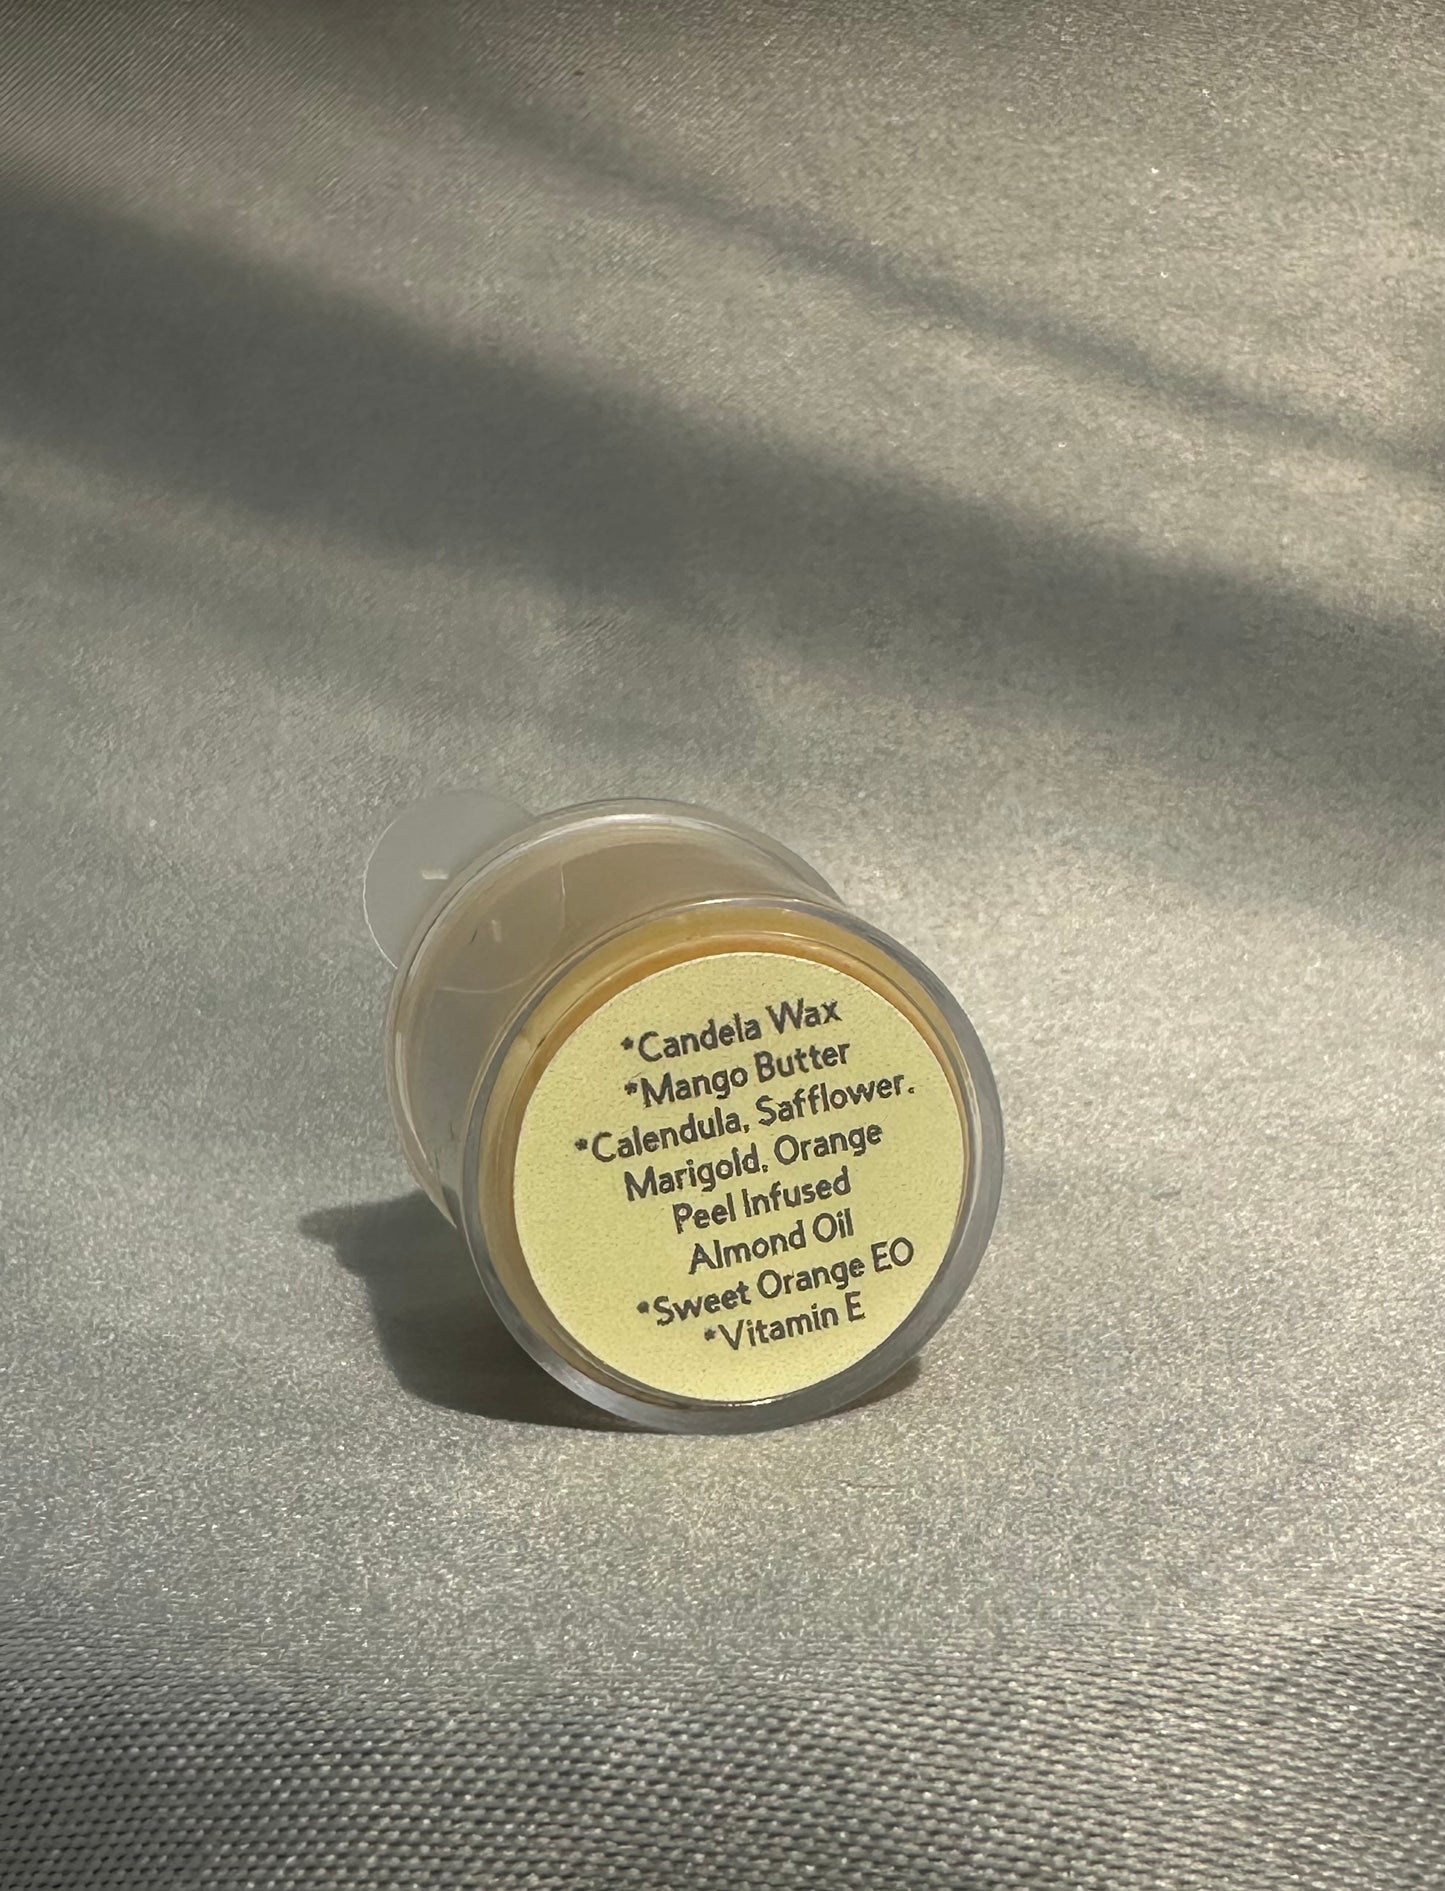 *Candela Wax
*Mango Butter
*Calendula, Safflower,
Marigold, Orange
Peel Infused
Almond Oil
*Sweet Orange EO
*Vitamin E